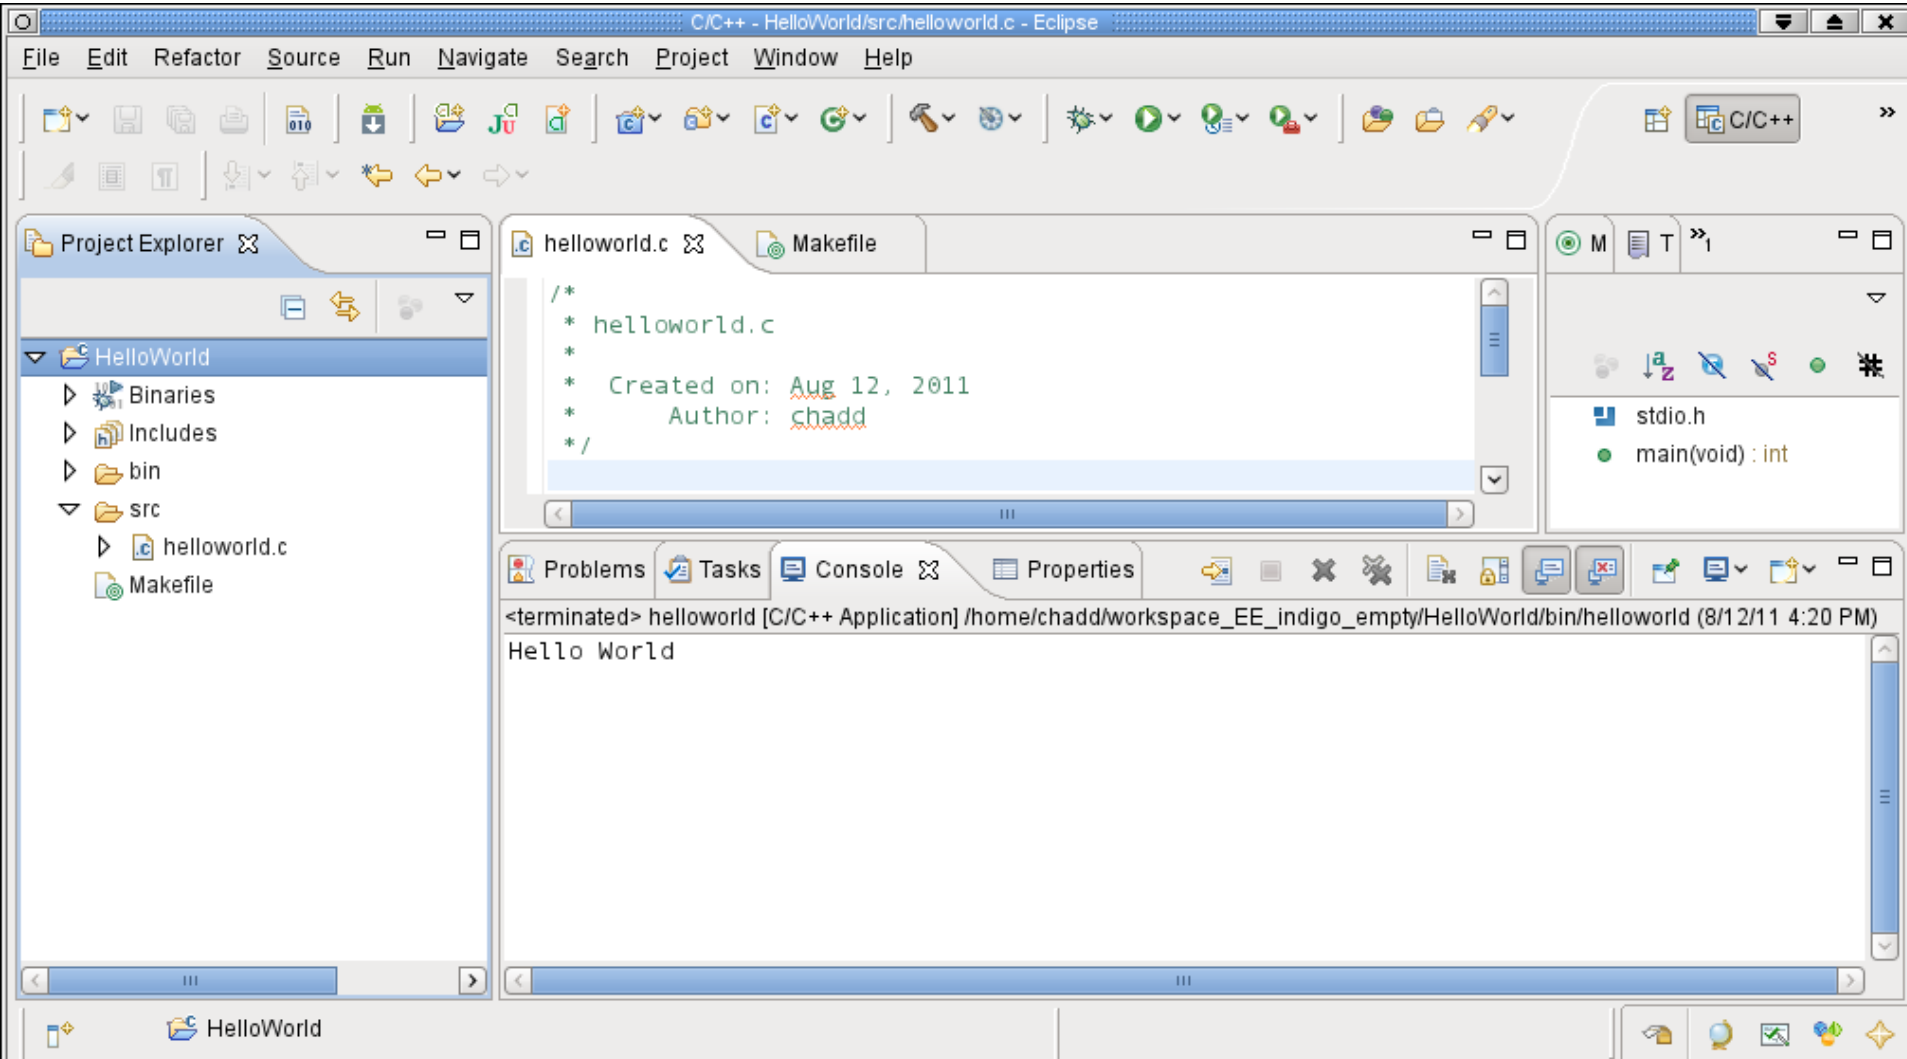 C/C++ - HelloWorld/src/helloworld.c - Eclipse
File Edit Refactor Source Run Navigate Search Project Window Help
C/C++
Project Explorer
HelloWorld
Binaries
Includes
bin
src
helloworld.c
Makefile
helloworld.c Makefile
/*
* helloworld.c
*
* Created on: Aug 12, 2011
* Author: chadd
*/
M T »1
stdio.h
main(void) : int
Problems Tasks Console Properties
<terminated> helloworld [C/C++ Application] /home/chadd/workspace_EE_indigo_empty/HelloWorld/bin/helloworld (8/12/11 4:20 PM)
Hello World
HelloWorld